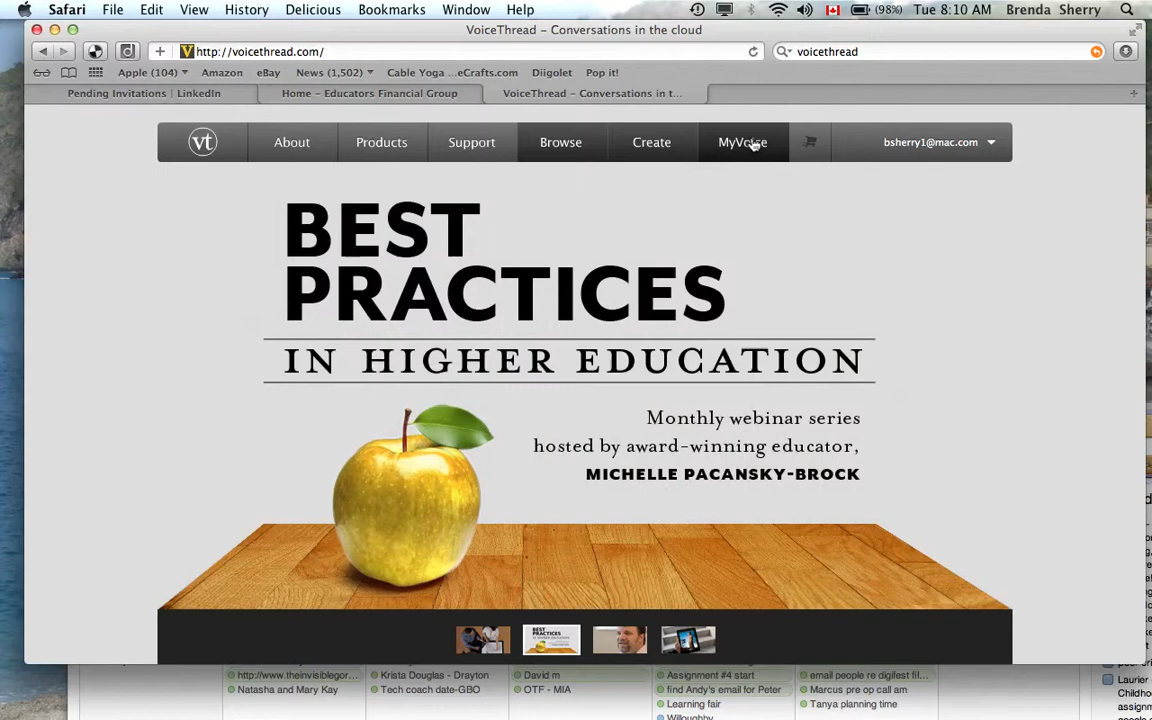 Safari File Edit View History Delicious Bookmarks Window Help (98%) Tue 8:10 AM Brenda Sherry
VoiceThread – Conversations in the cloud
http://voicethread.com/ voicethread
Apple (104) Amazon eBay News (1,502) Cable Yoga ...eCrafts.com Diigolet Pop it!
Pending Invitations | LinkedIn Home – Educators Financial Group VoiceThread – Conversations in t...
vt About Products Support Browse Create MyVoice bsherry1@mac.com
BEST
PRACTICES
IN HIGHER EDUCATION
Monthly webinar series
hosted by award-winning educator,
MICHELLE PACANSKY-BROCK
BEST
PRACTICES
http://www.theinvisiblegor... Krista Douglas - Drayton David m Assignment #4 start email people re digifest fil...
Natasha and Mary Kay Tech coach date-GBO OTF - MIA find Andy's email for Peter Marcus pre op call am
Learning fair Tanya planning time
Willoughby
Laurier
Childhoo
assignm